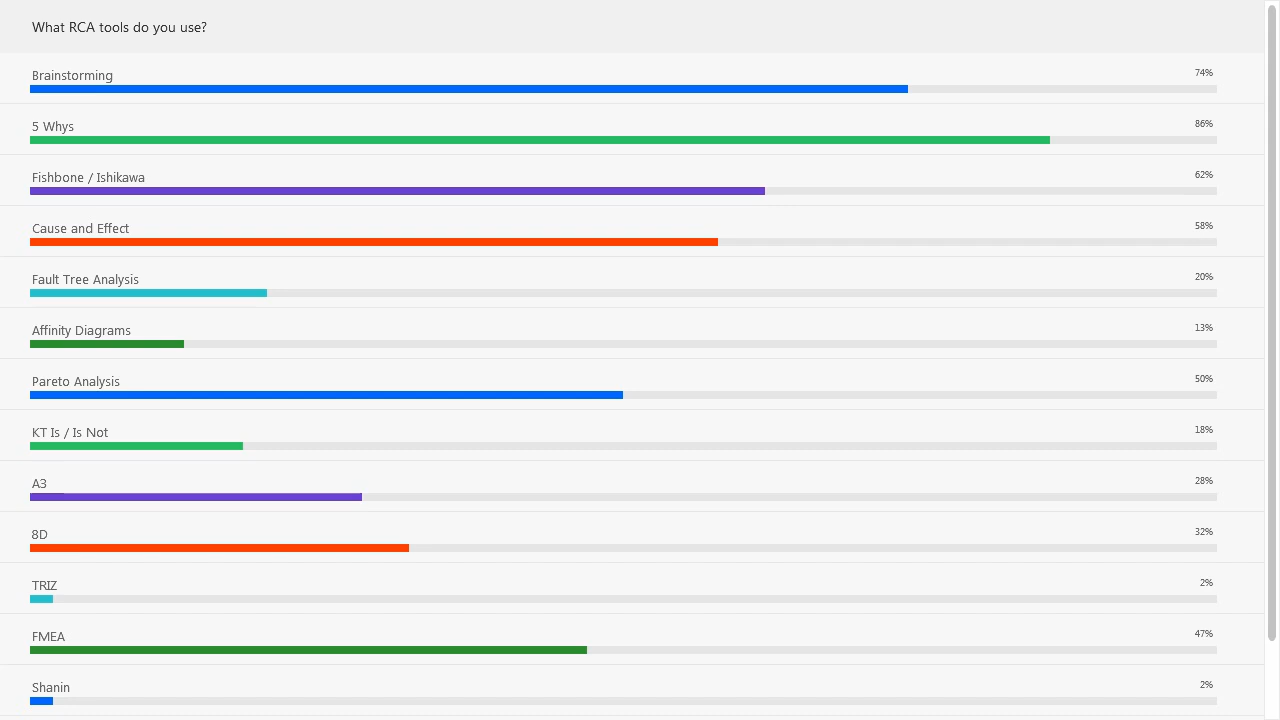 What RCA tools do you use?
Brainstorming 74%
5 Whys 86%
Fishbone / Ishikawa 62%
Cause and Effect 58%
Fault Tree Analysis 20%
Affinity Diagrams 13%
Pareto Analysis 50%
KT Is / Is Not 18%
A3 28%
8D 32%
TRIZ 2%
FMEA 47%
Shanin 2%